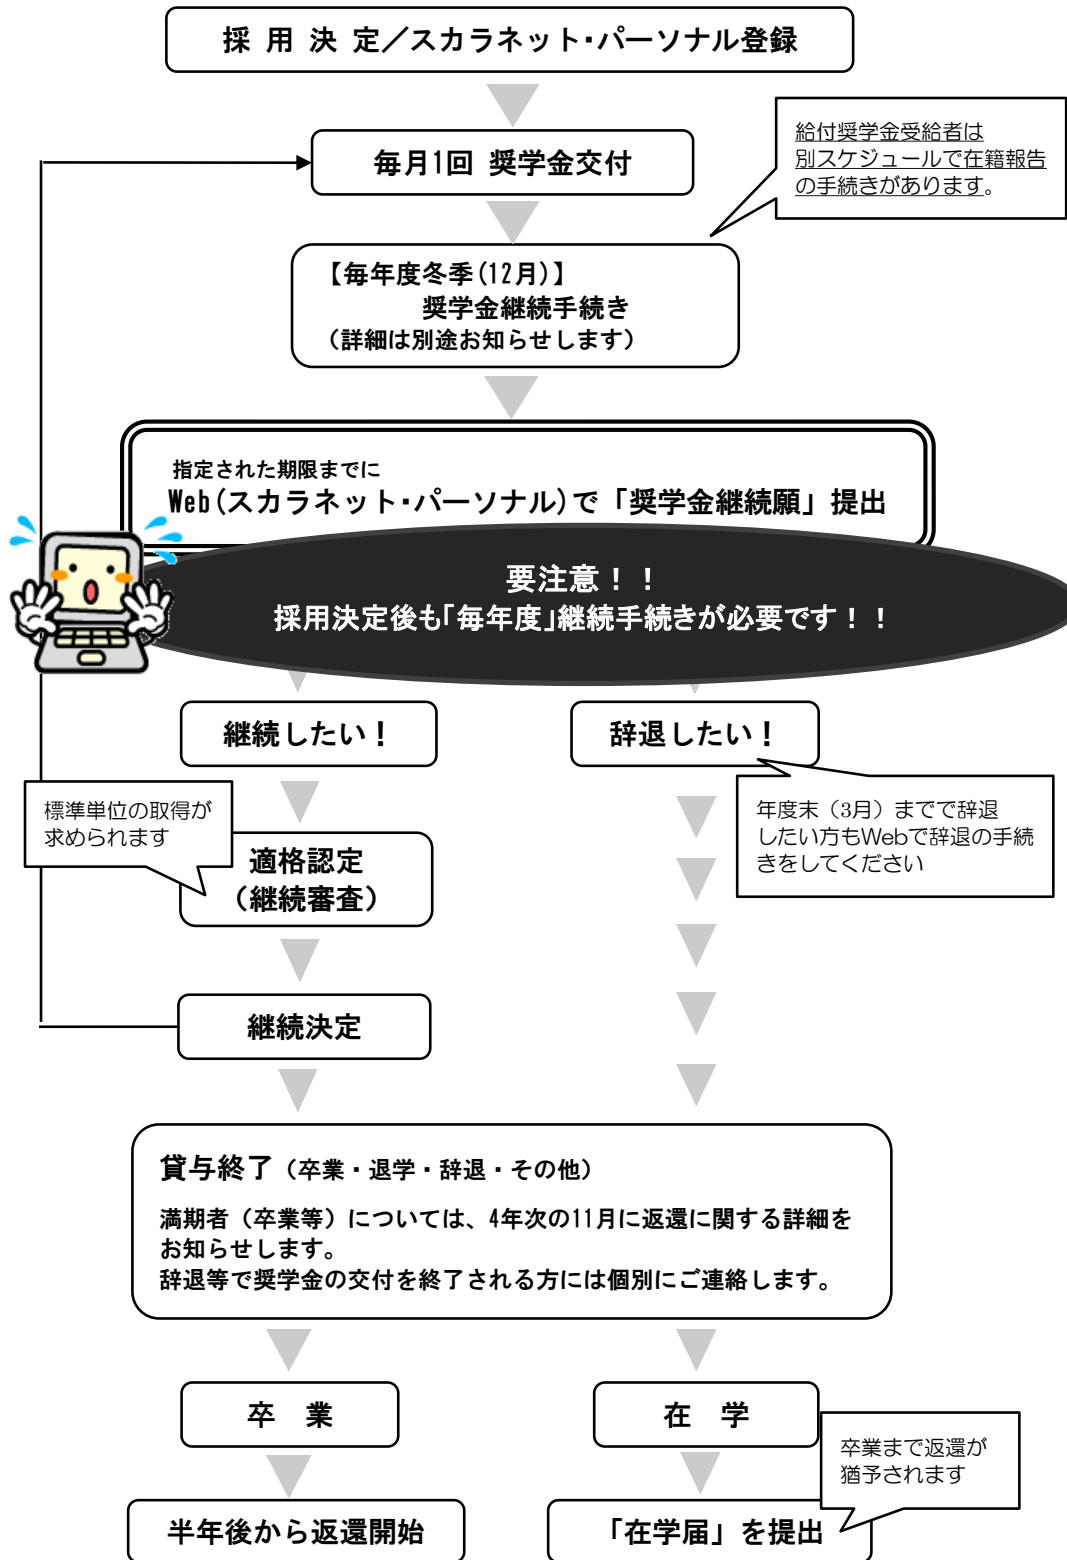 採 用 決 定／スカラネット・パーソナル登録
毎月1回 奨学金交付
給付奨学金受給者は
別スケジュールで在籍報告
の手続きがあります。
【毎年度冬季(12月)】
奨学金継続手続き
（詳細は別途お知らせします）
指定された期限までに
Web(スカラネット・パーソナル)で「奨学金継続願」提出
要注意！！
採用決定後も「毎年度」継続手続きが必要です！！
継続したい！
辞退したい！
標準単位の取得が
求められます
年度末（3月）までで辞退
したい方もWebで辞退の手続
きをしてください
適格認定
（継続審査）
継続決定
貸与終了（卒業・退学・辞退・その他）
満期者（卒業等）については、4年次の11月に返還に関する詳細を
お知らせします。
辞退等で奨学金の交付を終了される方には個別にご連絡します。
卒　業
在　学
卒業まで返還が
猶予されます
半年後から返還開始
「在学届」を提出